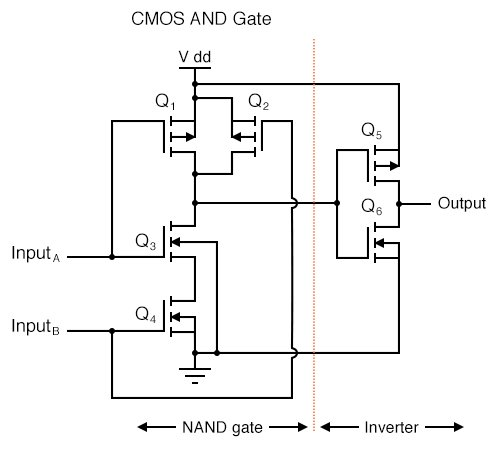 CMOS AND Gate
V dd
Q1
Q2
Q5
Q6
Output
Q3
InputA
Q4
InputB
NAND gate
Inverter